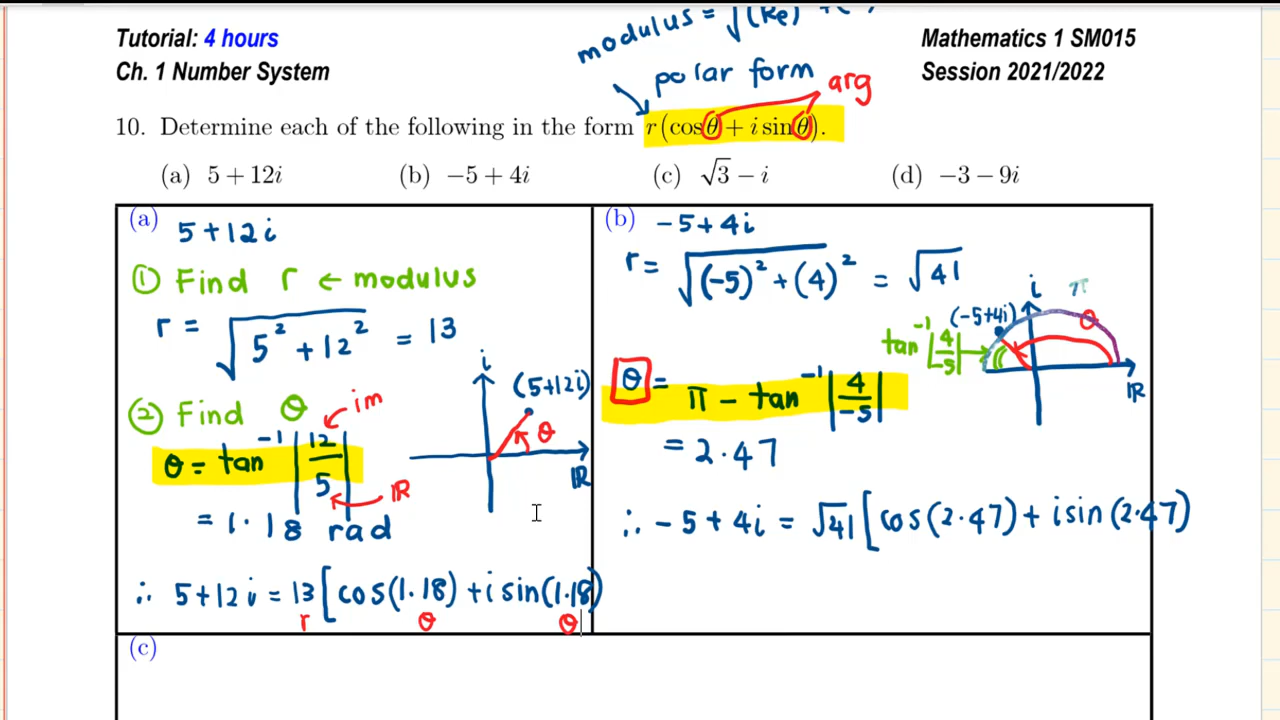 modulus = √(Re)
Tutorial: 4 hours
Mathematics 1 SM015
Ch. 1 Number System
Session 2021/2022
polar form
arg
10. Determine each of the following in the form r(cosθ + i sinθ).
(a) 5 + 12i (b) −5 + 4i (c) √3 − i (d) −3 − 9i
(a)
5+12i
① Find r ← modulus
r = √5² + 12² = 13
② Find θ
im
θ = tan⁻¹ |12/5|
IR
= 1.18 rad
i
(5+12i)
θ
IR
∴ 5+12i = 13[cos(1.18) + i sin(1.18)
r θ θ
(b)
−5+4i
r = √(−5)² + (4)² = √41
i
π
(−5+4i)
θ
tan⁻¹ |4/−5|
IR
θ = π − tan⁻¹ |4/−5|
= 2.47
∴ −5+4i = √41 [cos(2.47) + i sin(2.47)
(c)